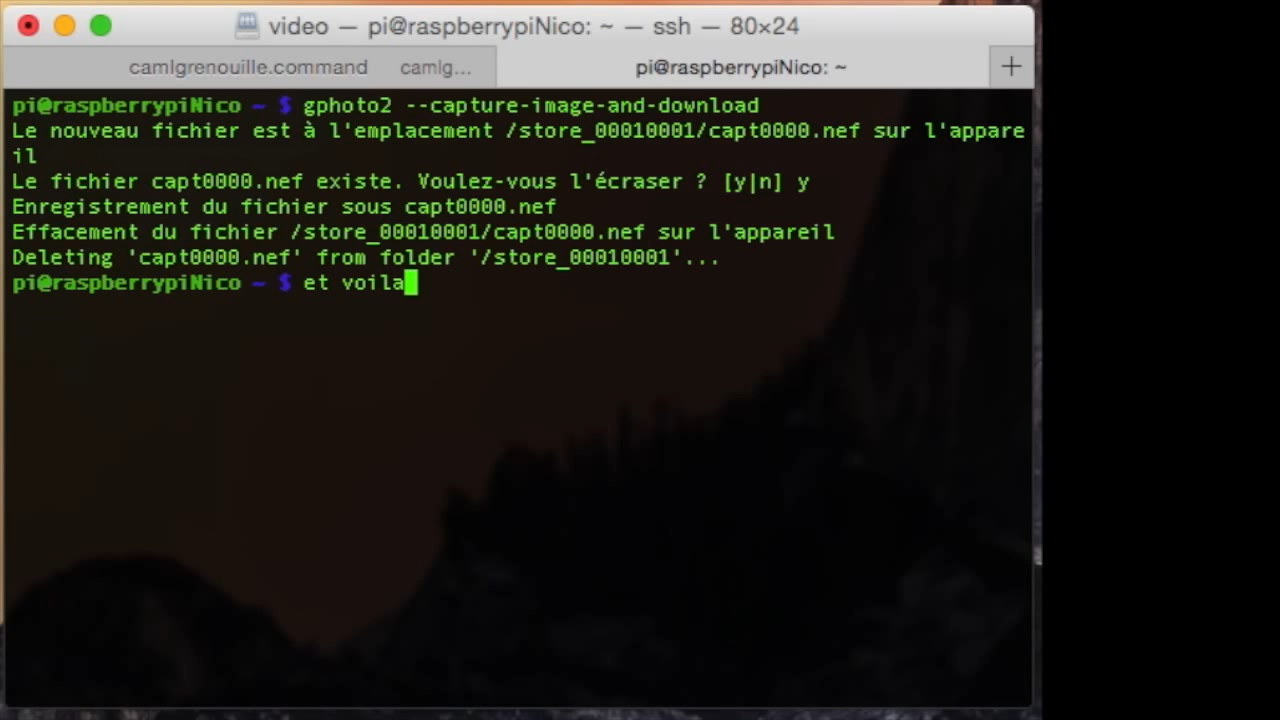 video — pi@raspberrypiNico: ~ — ssh — 80×24
camlgrenouille.command camlg... pi@raspberrypiNico: ~ +
pi@raspberrypiNico ~ $ gphoto2 --capture-image-and-download
Le nouveau fichier est à l'emplacement /store_00010001/capt0000.nef sur l'appare
il
Le fichier capt0000.nef existe. Voulez-vous l'écraser ? [y|n] y
Enregistrement du fichier sous capt0000.nef
Effacement du fichier /store_00010001/capt0000.nef sur l'appareil
Deleting 'capt0000.nef' from folder '/store_00010001'...
pi@raspberrypiNico ~ $ et voila